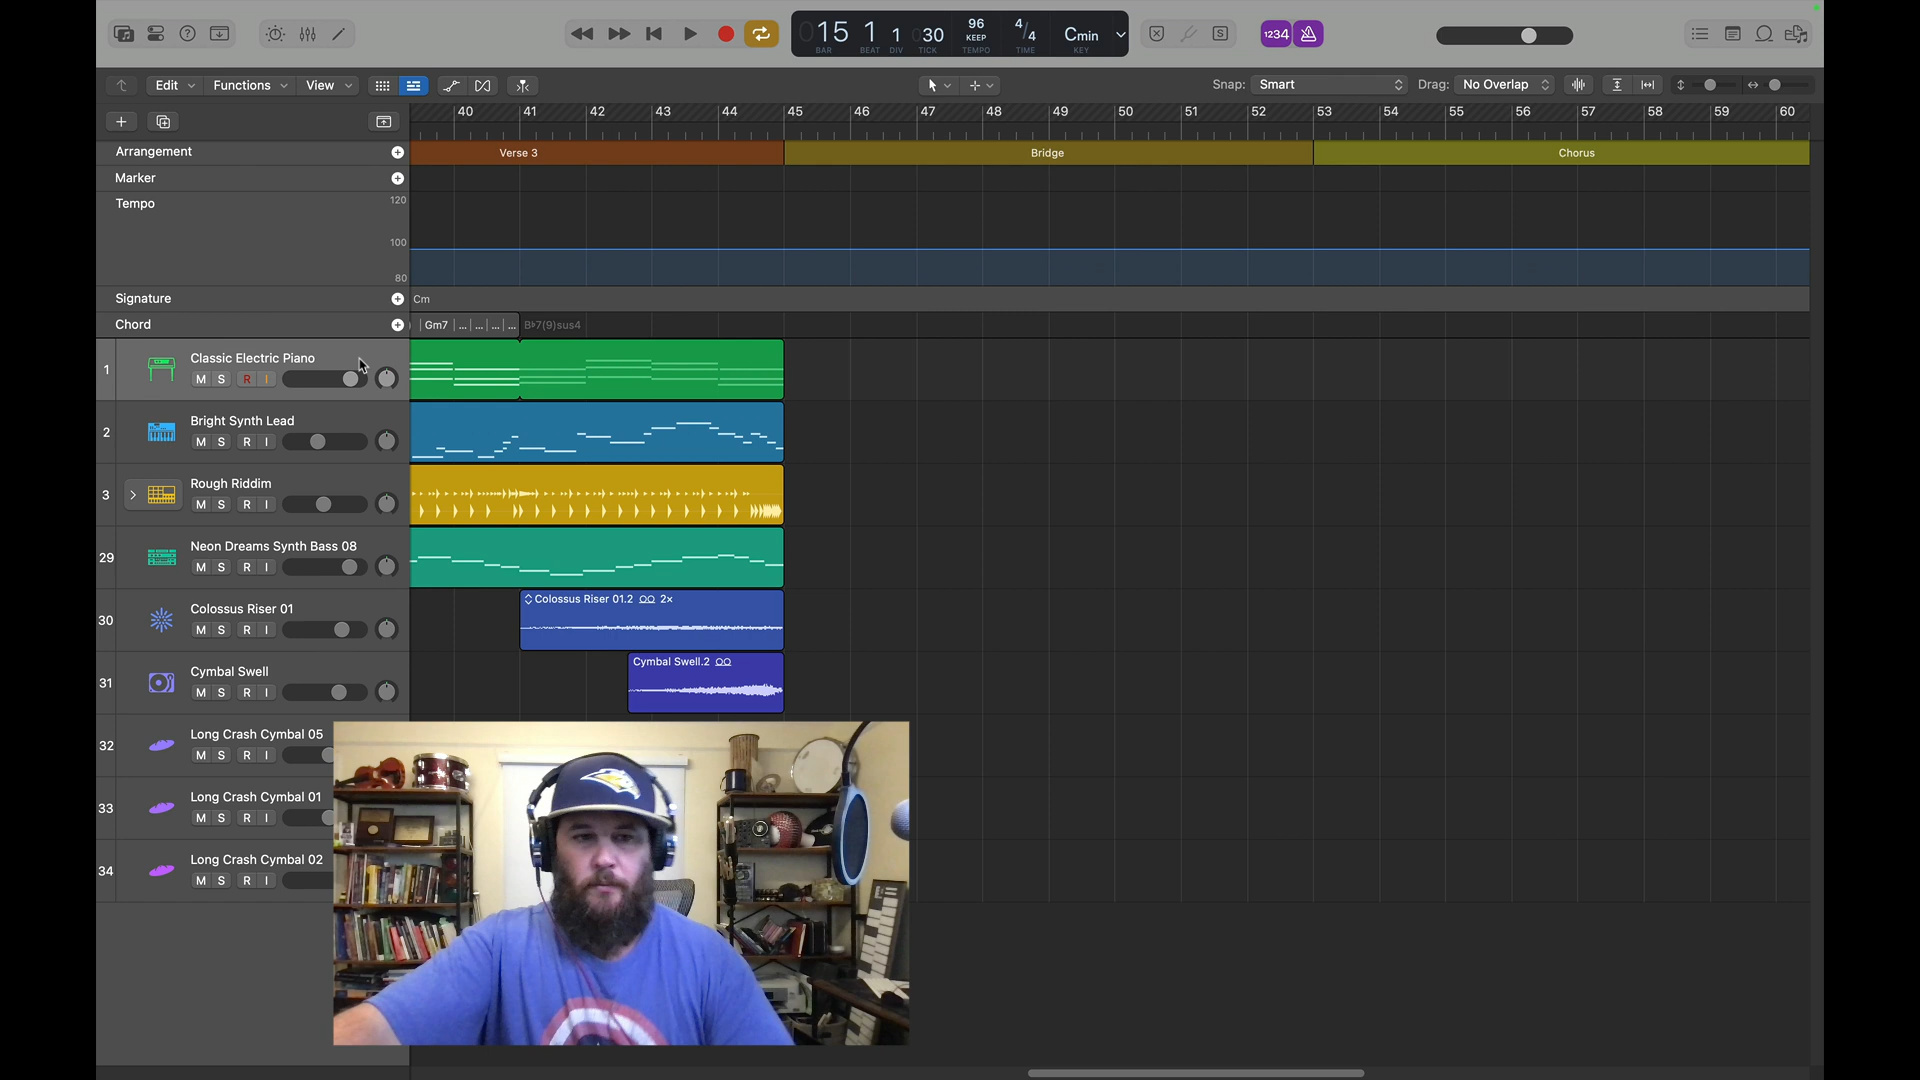 015 1 1 030
BAR BEAT DIV TICK
96
KEEP
TEMPO
4/4
TIME
Cmin
KEY
S
1234
Edit
Functions
View
Snap: Smart
Drag: No Overlap
40 41 42 43 44 45 46 47 48 49 50 51 52 53 54 55 56 57 58 59 60
Arrangement
Verse 3
Bridge
Chorus
Marker
Tempo
120
100
80
Signature
Cm
Chord
Gm7 ... ... ... ... B♭7(9)sus4
1
Classic Electric Piano
M S R I
2
Bright Synth Lead
M S R I
3
Rough Riddim
M S R I
29
Neon Dreams Synth Bass 08
M S R I
30
Colossus Riser 01
M S R I
Colossus Riser 01.2 2×
31
Cymbal Swell
M S R I
Cymbal Swell.2
32
Long Crash Cymbal 05
M S R I
33
Long Crash Cymbal 01
M S R I
34
Long Crash Cymbal 02
M S R I